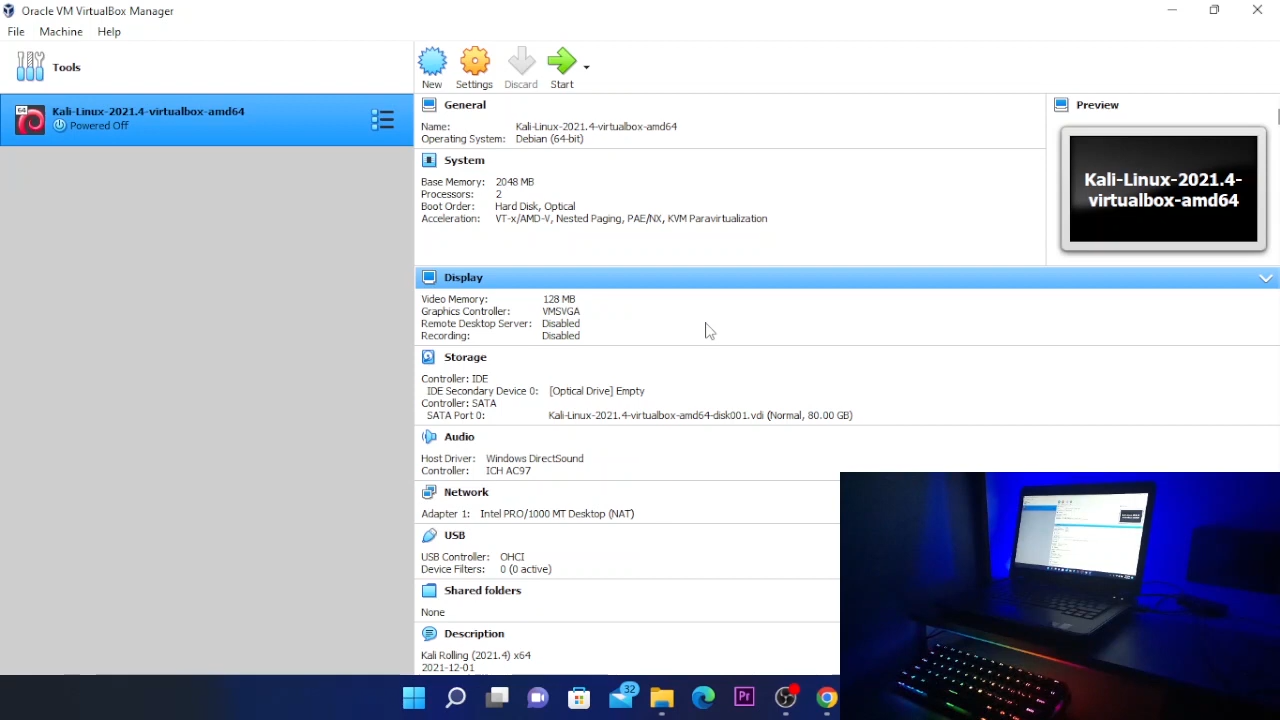 Oracle VM VirtualBox Manager
File Machine Help
Tools
64
Kali-Linux-2021.4-virtualbox-amd64
Powered Off
New Settings Discard Start
General
Name: Kali-Linux-2021.4-virtualbox-amd64
Operating System: Debian (64-bit)
Preview
Kali-Linux-2021.4-
virtualbox-amd64
System
Base Memory: 2048 MB
Processors: 2
Boot Order: Hard Disk, Optical
Acceleration: VT-x/AMD-V, Nested Paging, PAE/NX, KVM Paravirtualization
Display
Video Memory: 128 MB
Graphics Controller: VMSVGA
Remote Desktop Server: Disabled
Recording: Disabled
Storage
Controller: IDE
IDE Secondary Device 0: [Optical Drive] Empty
Controller: SATA
SATA Port 0: Kali-Linux-2021.4-virtualbox-amd64-disk001.vdi (Normal, 80.00 GB)
Audio
Host Driver: Windows DirectSound
Controller: ICH AC97
Network
Adapter 1: Intel PRO/1000 MT Desktop (NAT)
USB
USB Controller: OHCI
Device Filters: 0 (0 active)
Shared folders
None
Description
Kali Rolling (2021.4) x64
2021-12-01
32
Pr